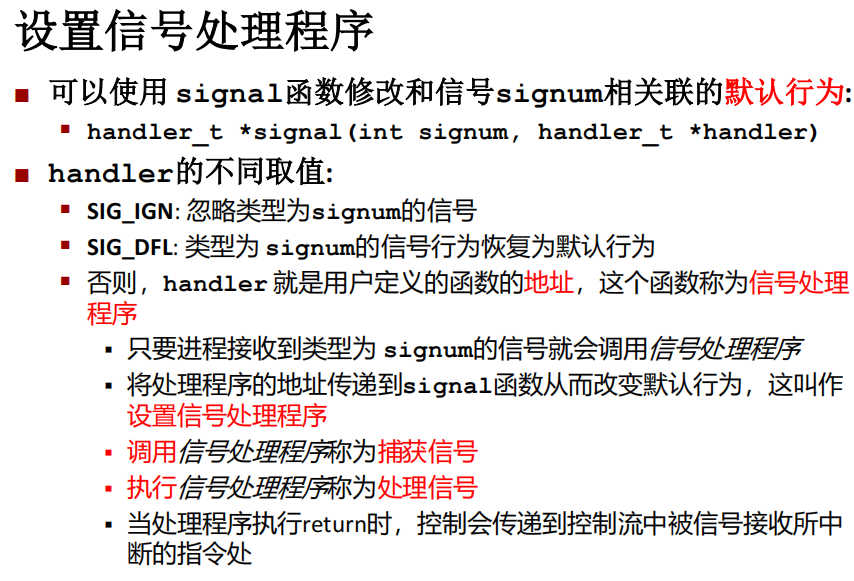 设置信号处理程序
■ 可以使用 signal函数修改和信号signum相关联的默认行为:
▪ handler_t *signal(int signum, handler_t *handler)
■ handler的不同取值:
▪ SIG_IGN: 忽略类型为signum的信号
▪ SIG_DFL: 类型为 signum的信号行为恢复为默认行为
▪ 否则，handler 就是用户定义的函数的地址，这个函数称为信号处理
程序
▪ 只要进程接收到类型为 signum的信号就会调用信号处理程序
▪ 将处理程序的地址传递到signal函数从而改变默认行为，这叫作
设置信号处理程序
▪ 调用信号处理程序称为捕获信号
▪ 执行信号处理程序称为处理信号
▪ 当处理程序执行return时，控制会传递到控制流中被信号接收所中
断的指令处